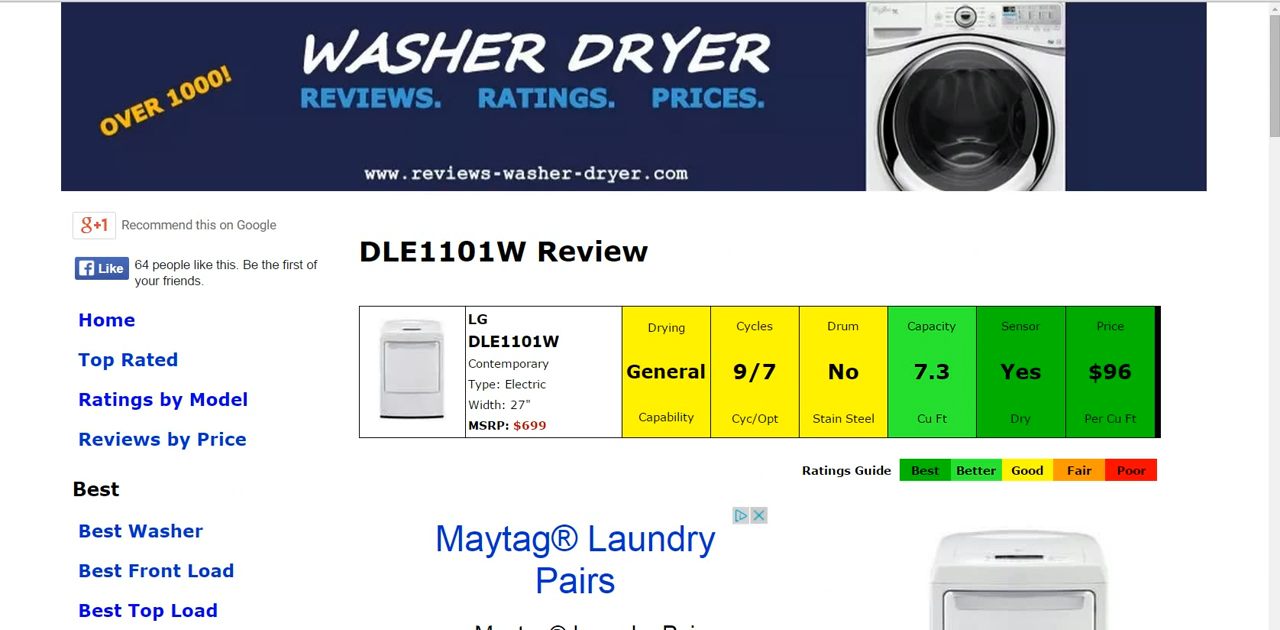 WASHER DRYER
OVER 1000!
REVIEWS. RATINGS. PRICES.
www.reviews-washer-dryer.com
g+1 Recommend this on Google
Like 64 people like this. Be the first of
your friends.
Home
Top Rated
Ratings by Model
Reviews by Price
Best
Best Washer
Best Front Load
Best Top Load
DLE1101W Review
LG
DLE1101W
Contemporary
Type: Electric
Width: 27"
MSRP: $699
Drying
General
Capability
Cycles
9/7
Cyc/Opt
Drum
No
Stain Steel
Capacity
7.3
Cu Ft
Sensor
Yes
Dry
Price
$96
Per Cu Ft
Ratings Guide Best Better Good Fair Poor
Maytag® Laundry
Pairs